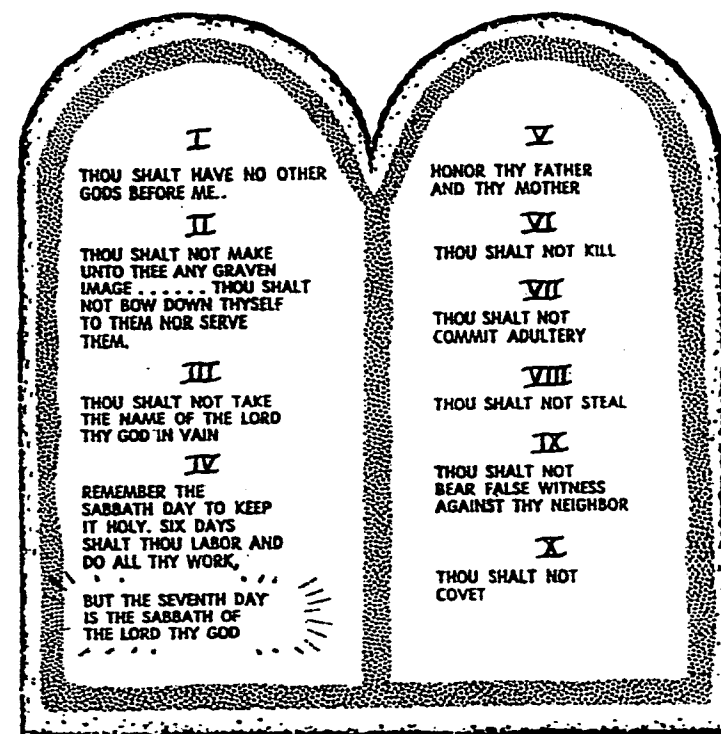 I
THOU SHALT HAVE NO OTHER
GODS BEFORE ME..
II
THOU SHALT NOT MAKE
UNTO THEE ANY GRAVEN
IMAGE . . . . . . THOU SHALT
NOT BOW DOWN THYSELF
TO THEM NOR SERVE
THEM.
III
THOU SHALT NOT TAKE
THE NAME OF THE LORD
THY GOD IN VAIN
IV
REMEMBER THE
SABBATH DAY TO KEEP
IT HOLY. SIX DAYS
SHALT THOU LABOR AND
DO ALL THY WORK,
BUT THE SEVENTH DAY
IS THE SABBATH OF
THE LORD THY GOD
V
HONOR THY FATHER
AND THY MOTHER
VI
THOU SHALT NOT KILL
VII
THOU SHALT NOT
COMMIT ADULTERY
VIII
THOU SHALT NOT STEAL
IX
THOU SHALT NOT
BEAR FALSE WITNESS
AGAINST THY NEIGHBOR
X
THOU SHALT NOT
COVET